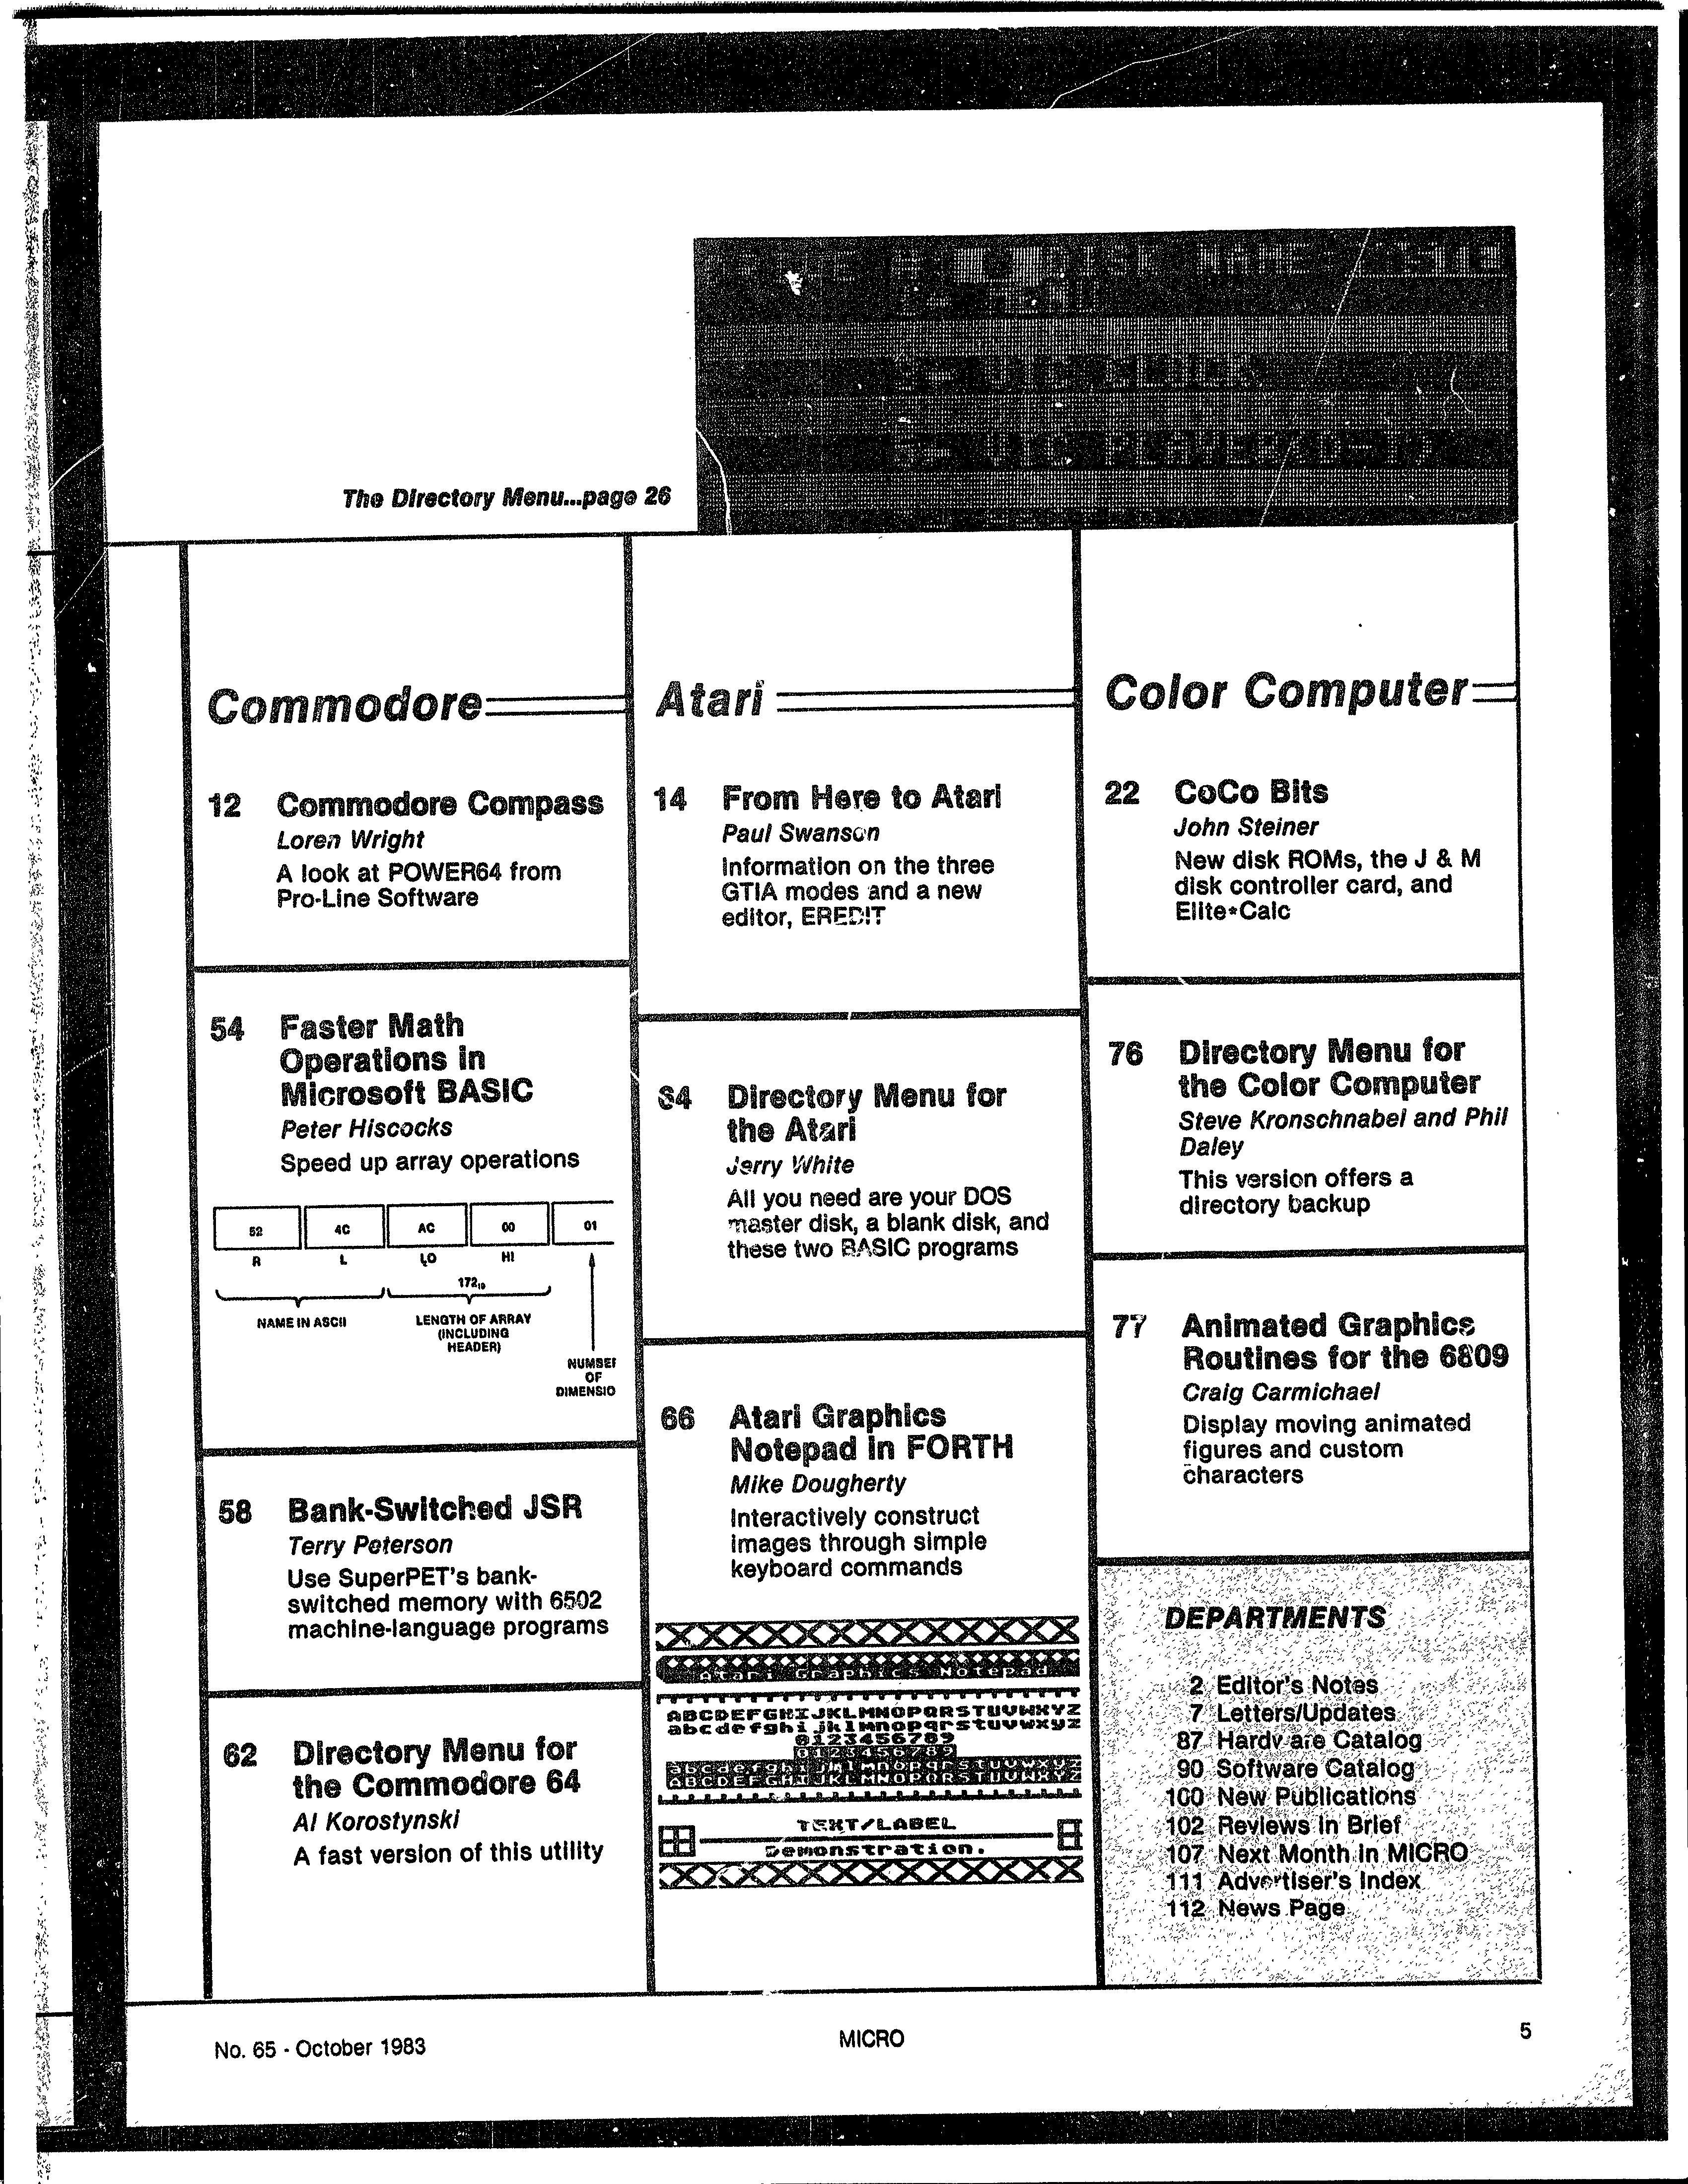 The Directory Menu...page 26
Commodore
12 Commodore Compass
Loren Wright
A look at POWER64 from
Pro-Line Software
54 Faster Math
Operations in
Microsoft BASIC
Peter Hiscocks
Speed up array operations
52 4C AC 00 01
R L LO HI
172₁₀
NAME IN ASCII
LENGTH OF ARRAY
(INCLUDING
HEADER)
NUMBER
OF
DIMENSIO
58 Bank-Switched JSR
Terry Peterson
Use SuperPET's bank-
switched memory with 6502
machine-language programs
62 Directory Menu for
the Commodore 64
Al Korostynski
A fast version of this utility
Atari
14 From Here to Atari
Paul Swanson
Information on the three
GTIA modes and a new
editor, EREDIT
64 Directory Menu for
the Atari
Jerry White
All you need are your DOS
master disk, a blank disk, and
these two BASIC programs
66 Atari Graphics
Notepad in FORTH
Mike Dougherty
Interactively construct
images through simple
keyboard commands
Atari Graphics Notepad
ABCDEFGHIJKLMNOPQRSTUVWXYZ
abcdefghijklmnopqrstuvwxyz
0123456789
0123456789
abcdefghijklmnopqrstuvwxyz
ABCDEFGHIJKLMNOPQRSTUVWXYZ
TEXT/LABEL
Demonstration.
Color Computer
22 CoCo Bits
John Steiner
New disk ROMs, the J & M
disk controller card, and
Elite*Calc
76 Directory Menu for
the Color Computer
Steve Kronschnabel and Phil
Daley
This version offers a
directory backup
77 Animated Graphics
Routines for the 6809
Craig Carmichael
Display moving animated
figures and custom
characters
DEPARTMENTS
2 Editor's Notes
7 Letters/Updates
87 Hardware Catalog
90 Software Catalog
100 New Publications
102 Reviews in Brief
107 Next Month in MICRO
111 Advertiser's Index
112 News Page
No. 65 - October 1983
MICRO
5